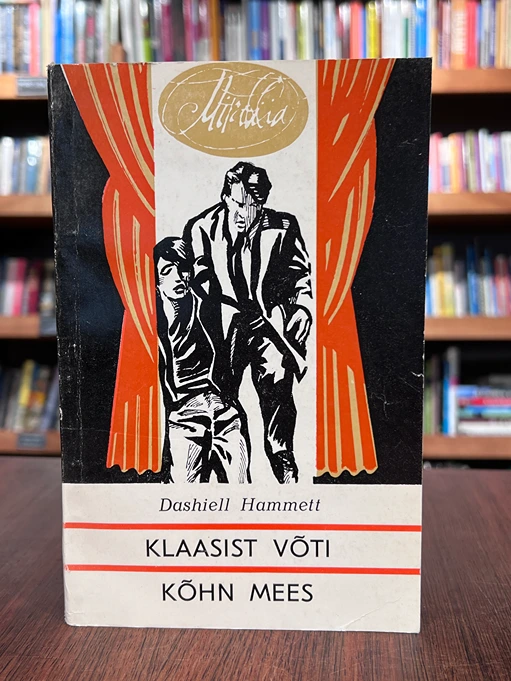 Mirabilia
Dashiell Hammett
KLAASIST VÕTI
KÕHN MEES